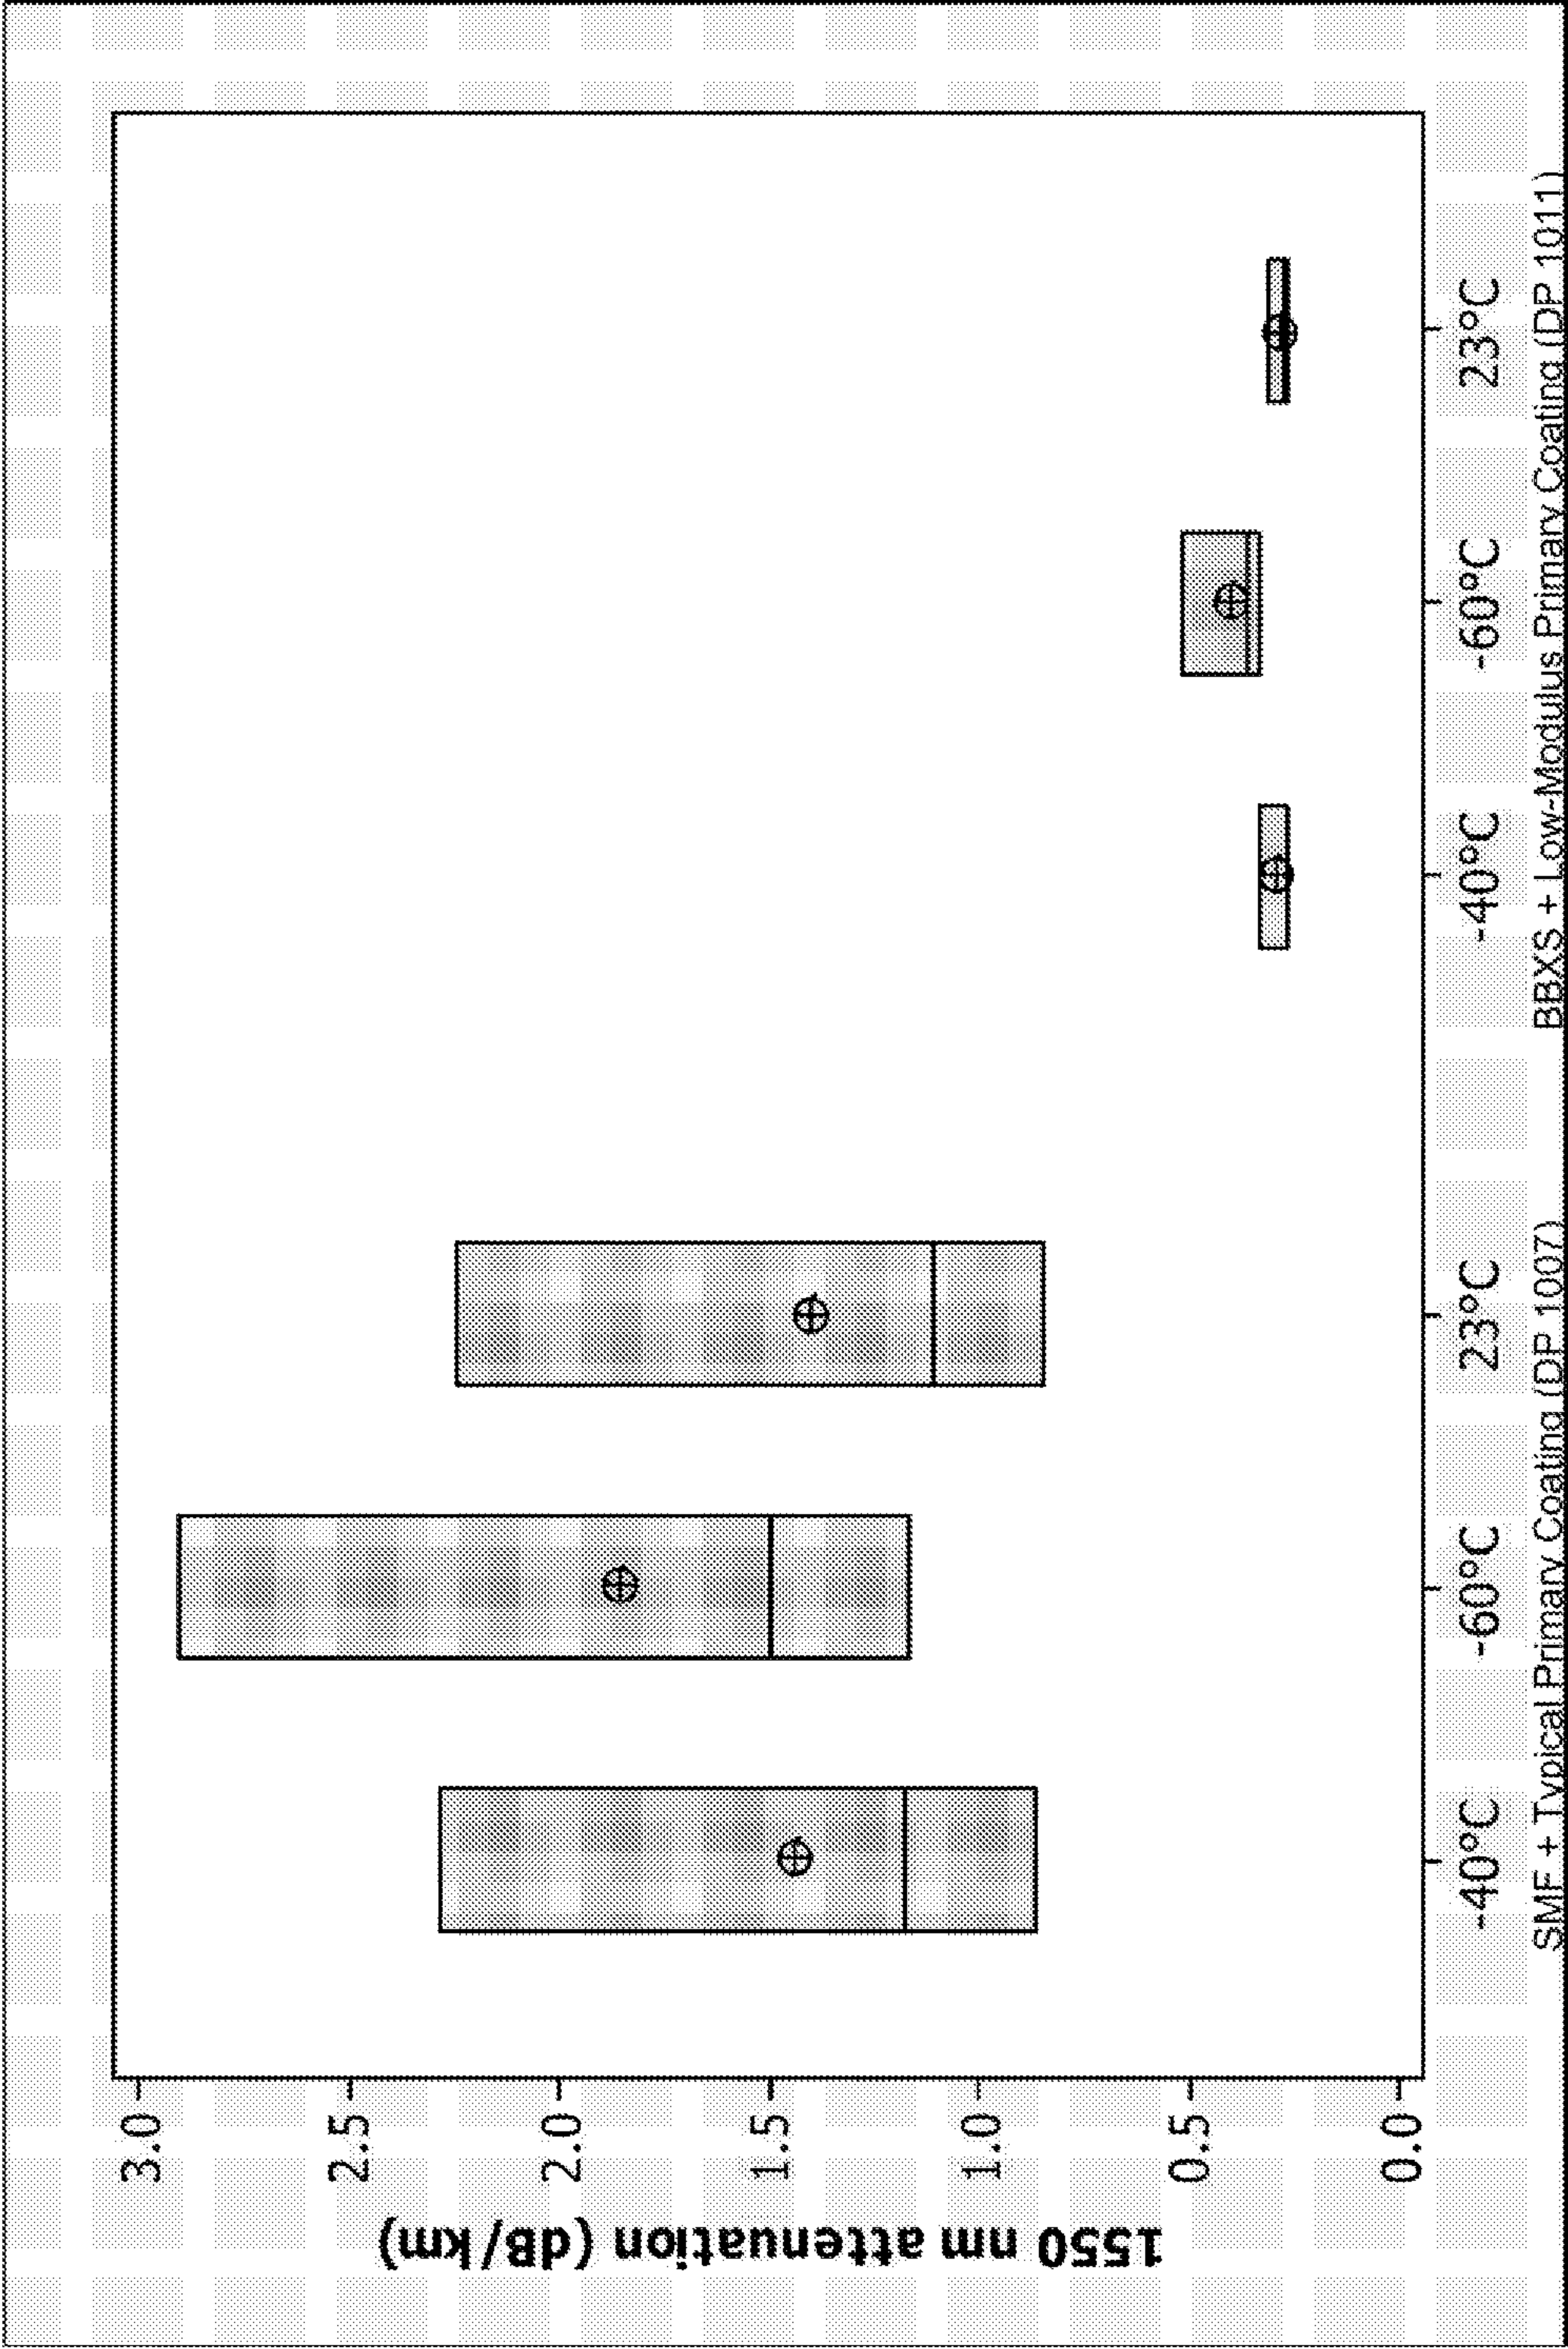 1550 nm attenuation (dB/km)
3.0
2.5
2.0
1.5
1.0
0.5
0.0
-40°C -60°C 23°C -40°C -60°C 23°C
SMF + Typical Primary Coating (DP 1007) BBXS + Low-Modulus Primary Coating (DP 1011)